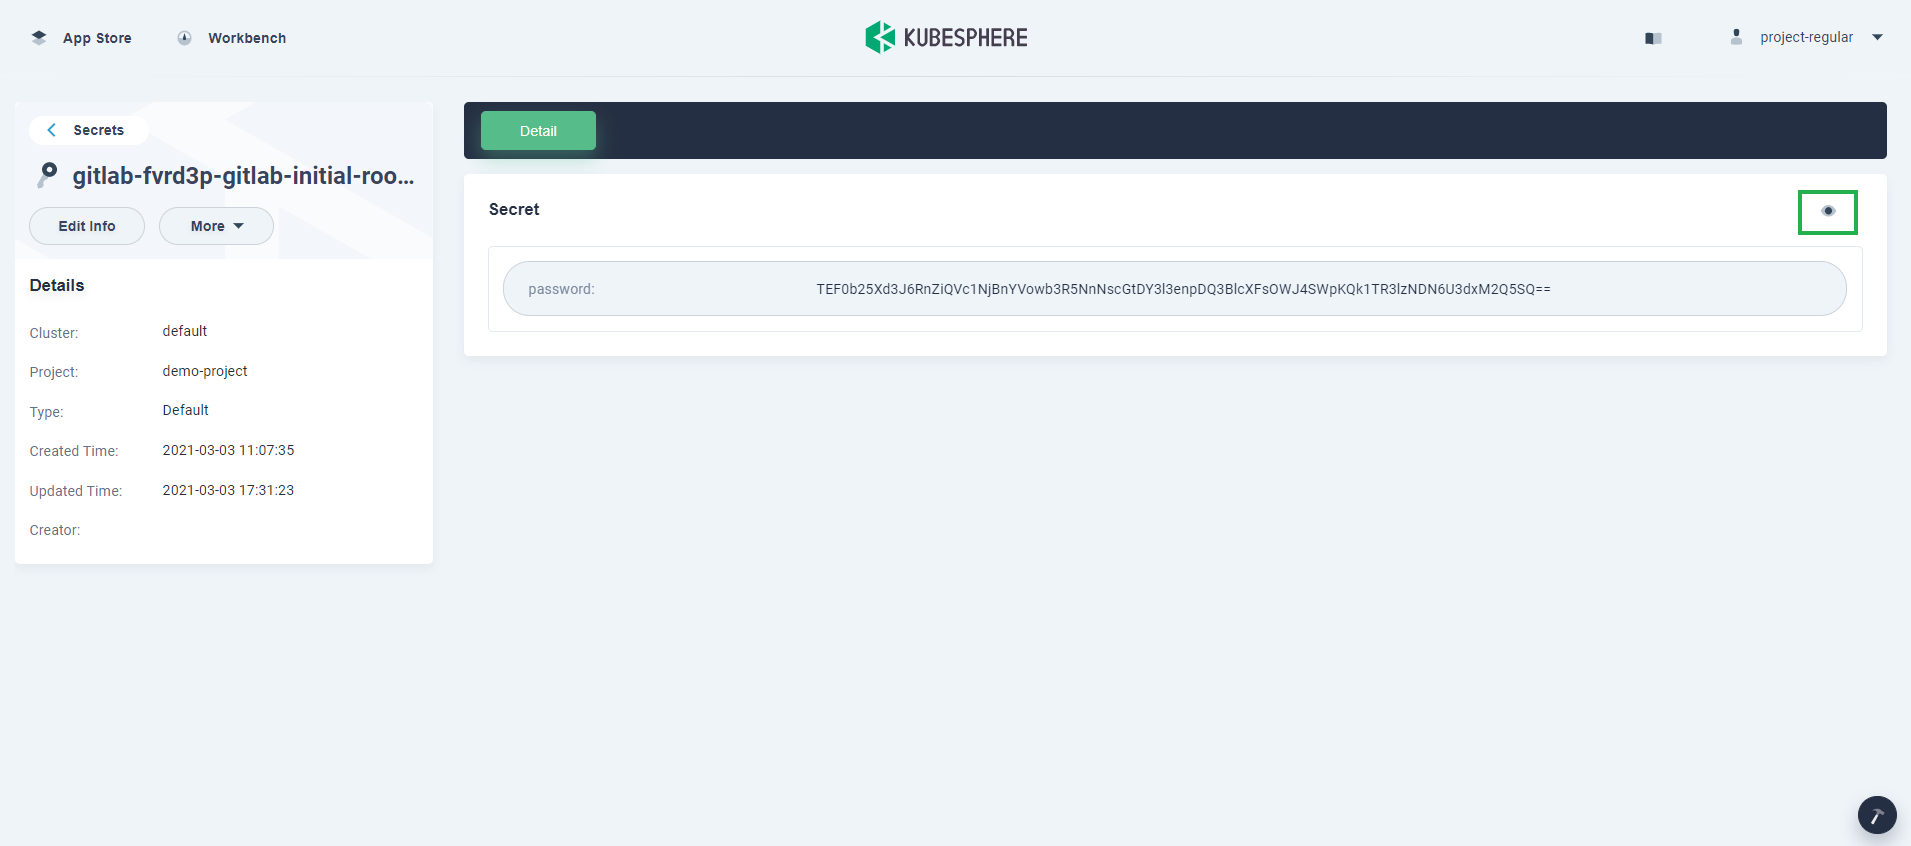 App Store
Workbench
KUBESPHERE
project-regular
Secrets
gitlab-fvrd3p-gitlab-initial-roo...
Edit Info
More
Details
Cluster: default
Project: demo-project
Type: Default
Created Time: 2021-03-03 11:07:35
Updated Time: 2021-03-03 17:31:23
Creator:
Detail
Secret
password: TEF0b25Xd3J6RnZiQVc1NjBnYVowb3R5NnNscGtDY3l3enpDQ3BlcXFsOWJ4SWpKQk1TR3lzNDN6U3dxM2Q5SQ==